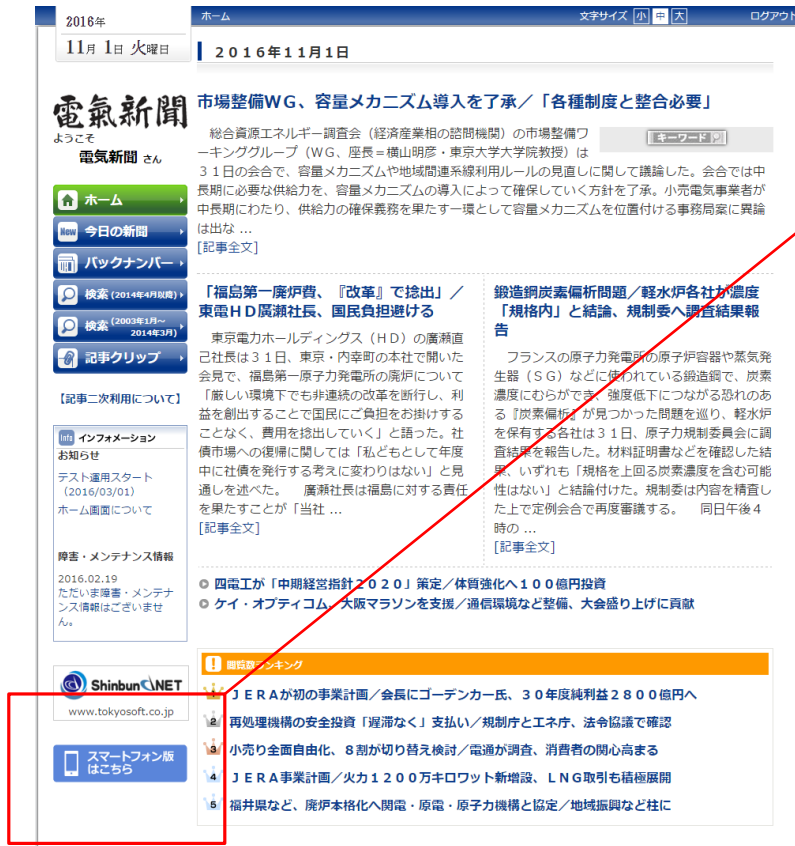 2016年
11月 1日 火曜日
ホーム
文字サイズ 小 中 大
ログアウト
２０１６年１１月１日
電氣新聞
ようこそ
電気新聞 さん
ホーム
New 今日の新聞
バックナンバー
検索 (2014年4月以降)
検索 (2003年1月～
2014年3月)
記事クリップ
【記事二次利用について】
Info インフォメーション
お知らせ
テスト運用スタート
（2016/03/01）
ホーム画面について
障害・メンテナンス情報
2016.02.19
ただいま障害・メンテナ
ンス情報はございませ
ん。
Shinbun NET
www.tokyosoft.co.jp
スマートフォン版
はこちら
市場整備ＷＧ、容量メカニズム導入を了承／「各種制度と整合必要」
キーワード
総合資源エネルギー調査会（経済産業相の諮問機関）の市場整備ワ
ーキンググループ（ＷＧ、座長＝横山明彦・東京大学大学院教授）は
３１日の会合で、容量メカニズムや地域間連系線利用ルールの見直しに関して議論した。会合では中
長期に必要な供給力を、容量メカニズムの導入によって確保していく方針を了承。小売電気事業者が
中長期にわたり、供給力の確保義務を果たす一環として容量メカニズムを位置付ける事務局案に異論
は出な ...
[記事全文]
「福島第一廃炉費、『改革』で捻出」／
東電ＨＤ廣瀬社長、国民負担避ける
東京電力ホールディングス（ＨＤ）の廣瀬直
己社長は３１日、東京・内幸町の本社で開いた
会見で、福島第一原子力発電所の廃炉について
「厳しい環境下でも非連続の改革を断行し、利
益を創出することで国民にご負担をお掛けする
ことなく、費用を捻出していく」と語った。社
債市場への復帰に関しては「私どもとして年度
中に社債を発行する考えに変わりはない」と見
通しを述べた。　廣瀬社長は福島に対する責任
を果たすことが「当社 ...
[記事全文]
鍛造鋼炭素偏析問題／軽水炉各社が濃度
「規格内」と結論、規制委へ調査結果報
告
フランスの原子力発電所の原子炉容器や蒸気発
生器（ＳＧ）などに使われている鍛造鋼で、炭素
濃度にむらができ、強度低下につながる恐れのあ
る『炭素偏析』が見つかった問題を巡り、軽水炉
を保有する各社は３１日、原子力規制委員会に調
査結果を報告した。材料証明書などを確認した結
果、いずれも「規格を上回る炭素濃度を含む可能
性はない」と結論付けた。規制委は内容を精査し
た上で定例会合で再度審議する。　同日午後４
時の ...
[記事全文]
四電工が「中期経営指針２０２０」策定／体質強化へ１００億円投資
ケイ・オプティコム、大阪マラソンを支援／通信環境など整備、大会盛り上げに貢献
閲覧数ランキング
1 ＪＥＲＡが初の事業計画／会長にゴーデンカー氏、３０年度純利益２８００億円へ
2 再処理機構の安全投資「遅滞なく」支払い／規制庁とエネ庁、法令協議で確認
3 小売り全面自由化、８割が切り替え検討／電通が調査、消費者の関心高まる
4 ＪＥＲＡ事業計画／火力１２００万キロワット新増設、ＬＮＧ取引も積極展開
5 福井県など、廃炉本格化へ関電・原電・原子力機構と協定／地域振興など柱に